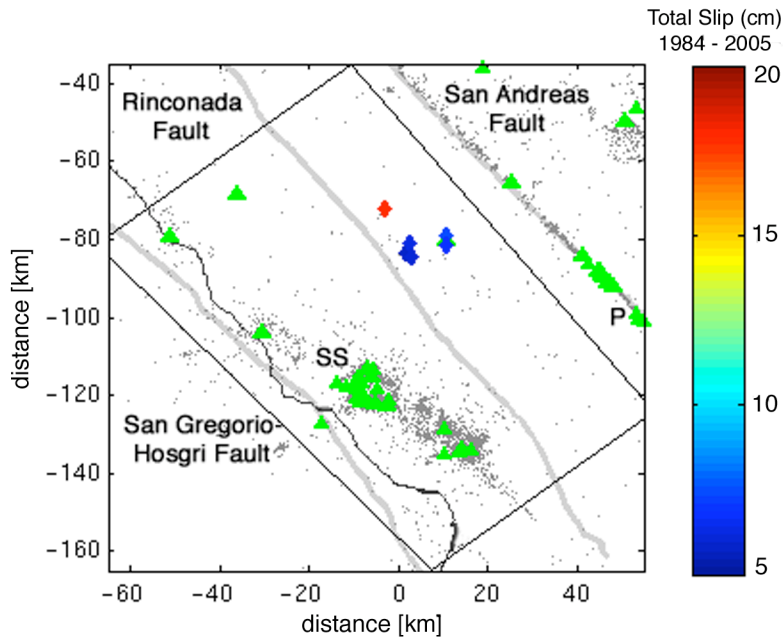 Total Slip (cm)
1984 - 2005
Rinconada
Fault
San Andreas
Fault
P
SS
San Gregorio-
Hosgri Fault
−40
−60
−80
−100
−120
−140
−160
distance [km]
−60
−40
−20
0
20
40
distance [km]
20
15
10
5